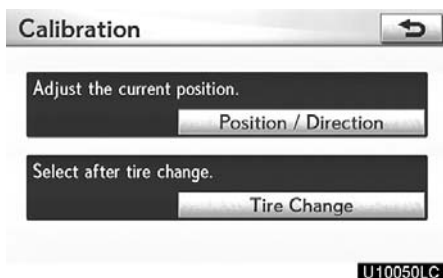 Calibration
Adjust the current position.
Position / Direction
Select after tire change.
Tire Change
U10050LC